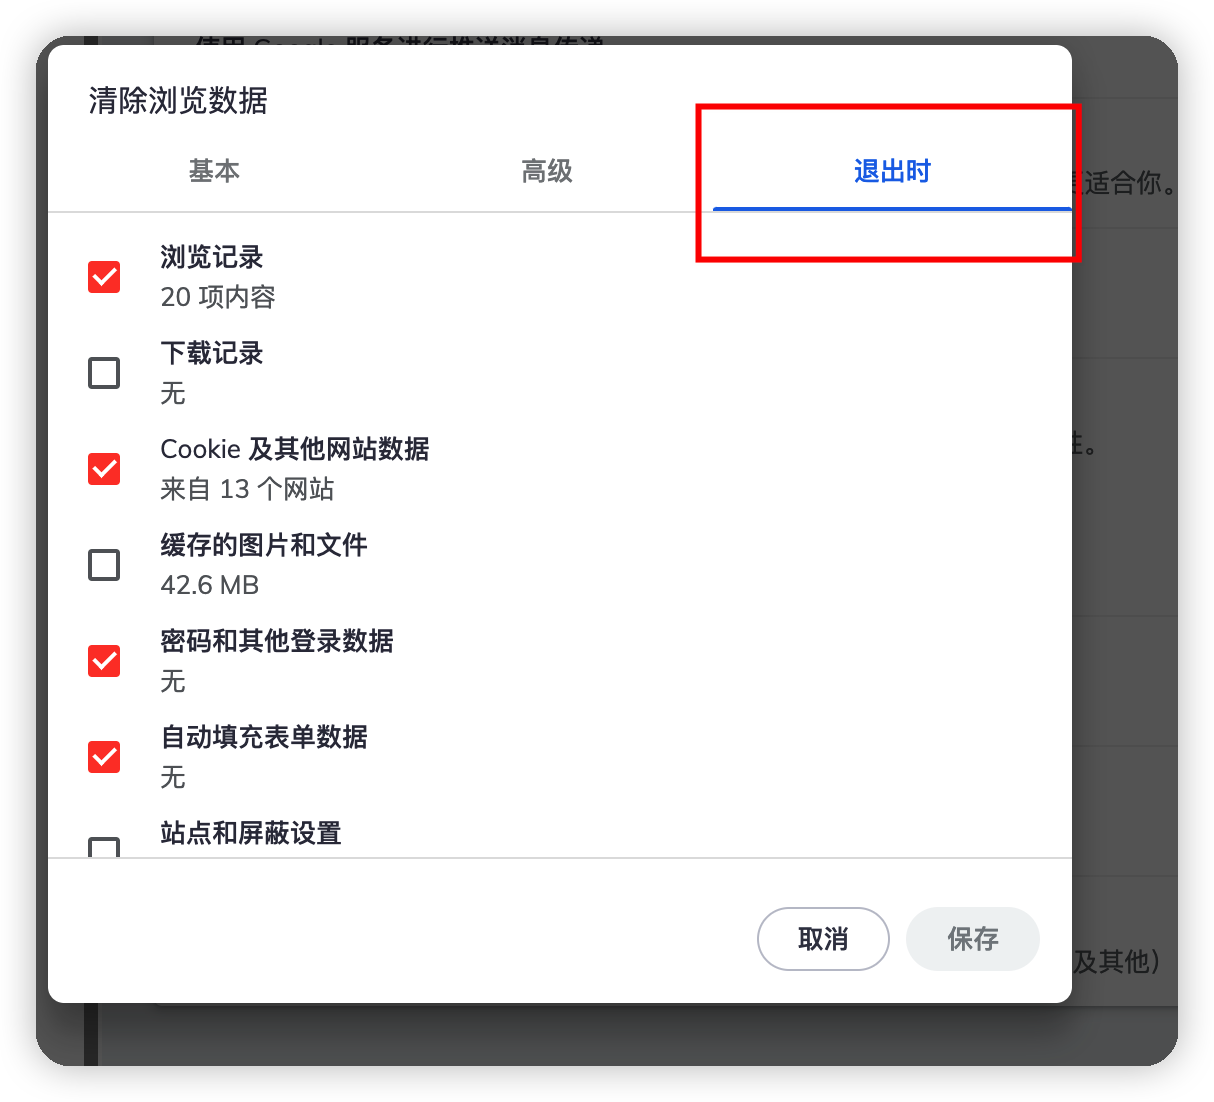 清除浏览数据
基本
高级
退出时
适合你。
浏览记录
20 项内容
下载记录
无
Cookie 及其他网站数据
来自 13 个网站
性。
缓存的图片和文件
42.6 MB
密码和其他登录数据
无
自动填充表单数据
无
站点和屏蔽设置
取消
保存
及其他）